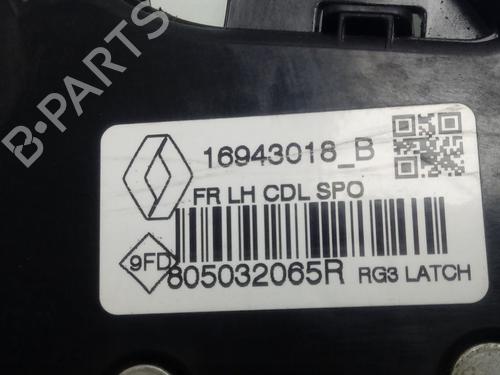 B-PARTS
16943018_B
FR LH CDL SPO
9FD
805032065R RG3 LATCH